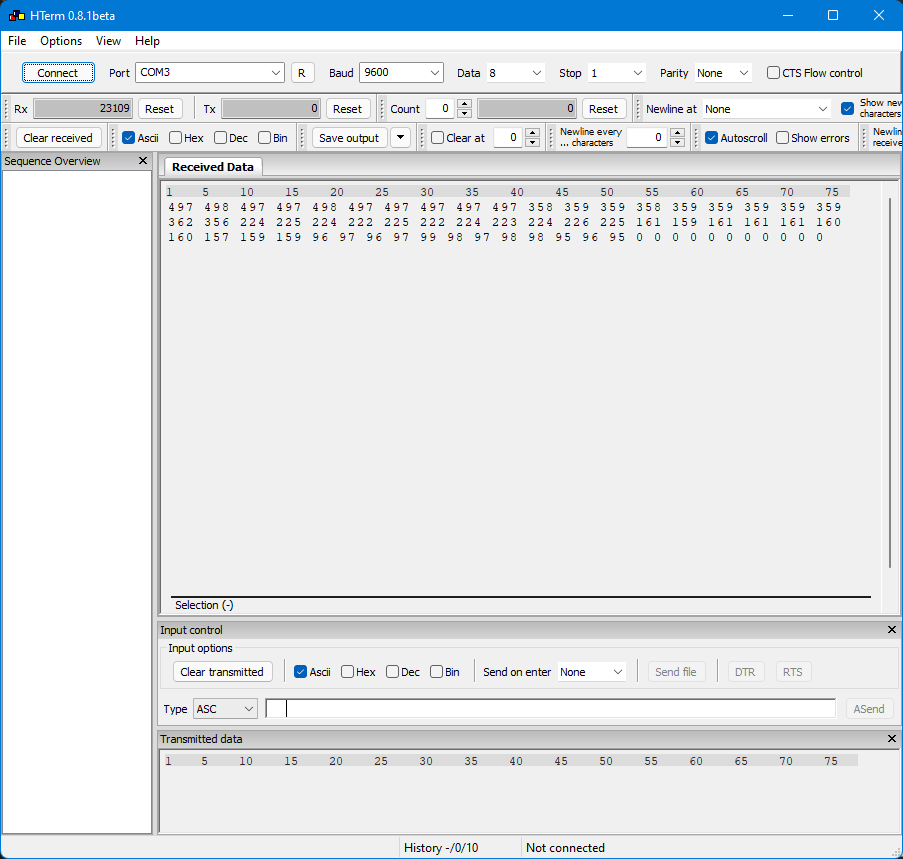 HTerm 0.8.1beta
File Options View Help
Connect Port COM3 R Baud 9600 Data 8 Stop 1 Parity None CTS Flow control
Rx 23109 Reset Tx 0 Reset Count 0 0 Reset Newline at None Show new characters
Clear received Ascii Hex Dec Bin Save output Clear at 0 Newline every ... characters 0 Autoscroll Show errors Newlin receive
Sequence Overview
Received Data
1 5 10 15 20 25 30 35 40 45 50 55 60 65 70 75
497 498 497 497 498 497 497 497 497 497 358 359 359 358 359 359 359 359 359
362 356 224 225 224 222 225 222 224 223 224 226 225 161 159 161 161 161 160
160 157 159 159 96 97 96 97 99 98 97 98 98 95 96 95 0 0 0 0 0 0 0 0 0 0 0
Selection (-)
Input control
Input options
Clear transmitted Ascii Hex Dec Bin Send on enter None Send file DTR RTS
Type ASC ASend
Transmitted data
1 5 10 15 20 25 30 35 40 45 50 55 60 65 70 75
History -/0/10 Not connected